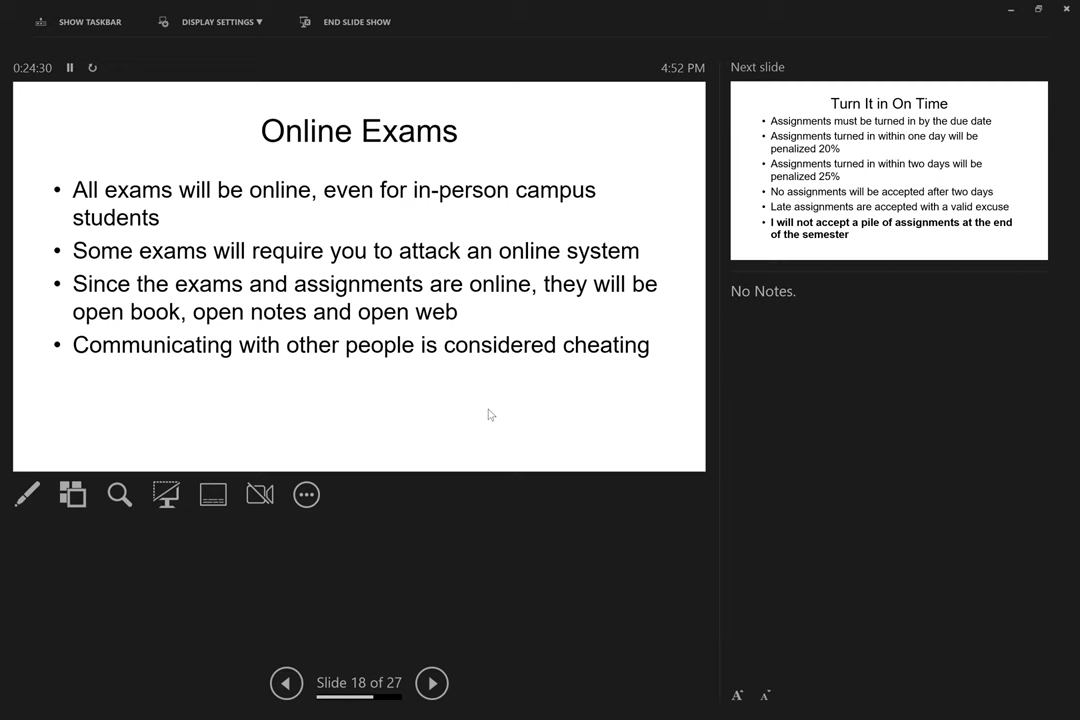 SHOW TASKBAR
DISPLAY SETTINGS ▼
END SLIDE SHOW
0:24:30
4:52 PM
Online Exams
• All exams will be online, even for in-person campus
students
• Some exams will require you to attack an online system
• Since the exams and assignments are online, they will be
open book, open notes and open web
• Communicating with other people is considered cheating
Next slide
Turn It in On Time
• Assignments must be turned in by the due date
• Assignments turned in within one day will be
penalized 20%
• Assignments turned in within two days will be
penalized 25%
• No assignments will be accepted after two days
• Late assignments are accepted with a valid excuse
• I will not accept a pile of assignments at the end
of the semester
No Notes.
Slide 18 of 27
A A